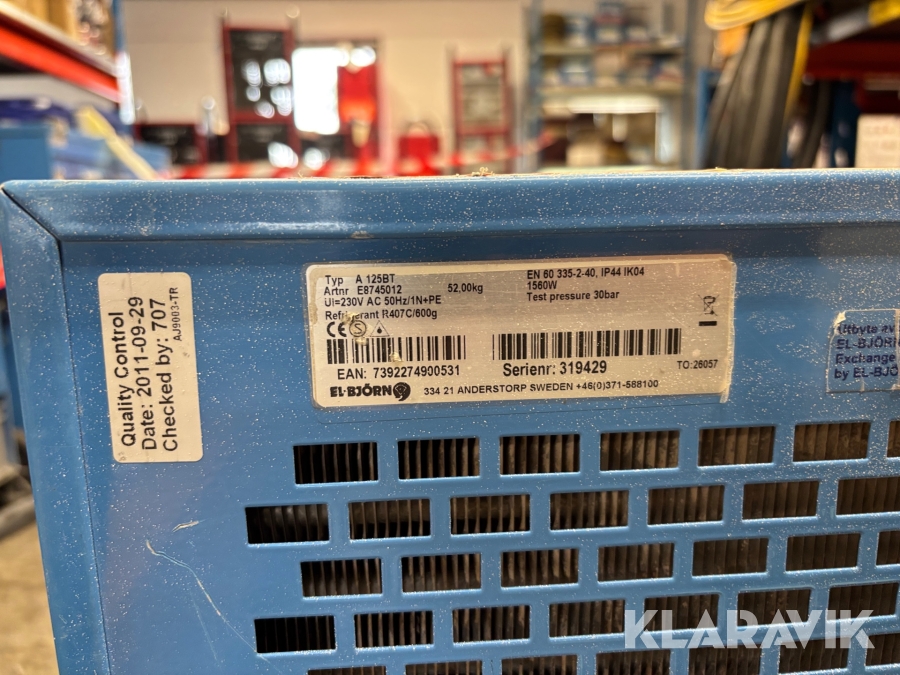 Quality Control
Date: 2011-09-29
Checked by: 707
AJ9003-TR
Typ A 125BT
Artnr E8745012 52,00kg
UI=230V AC 50Hz/1N+PE
Refrigerant R407C/600g
EN 60 335-2-40, IP44 IK04
1560W
Test pressure 30bar
CE S
EAN: 7392274900531
Serienr: 319429
TO:26057
EL-BJÖRN 334 21 ANDERSTORP SWEDEN +46(0)371-588100
Utbyte av
EL-BJÖRN
Exchange
by EL-BJÖ
KLARAVIK